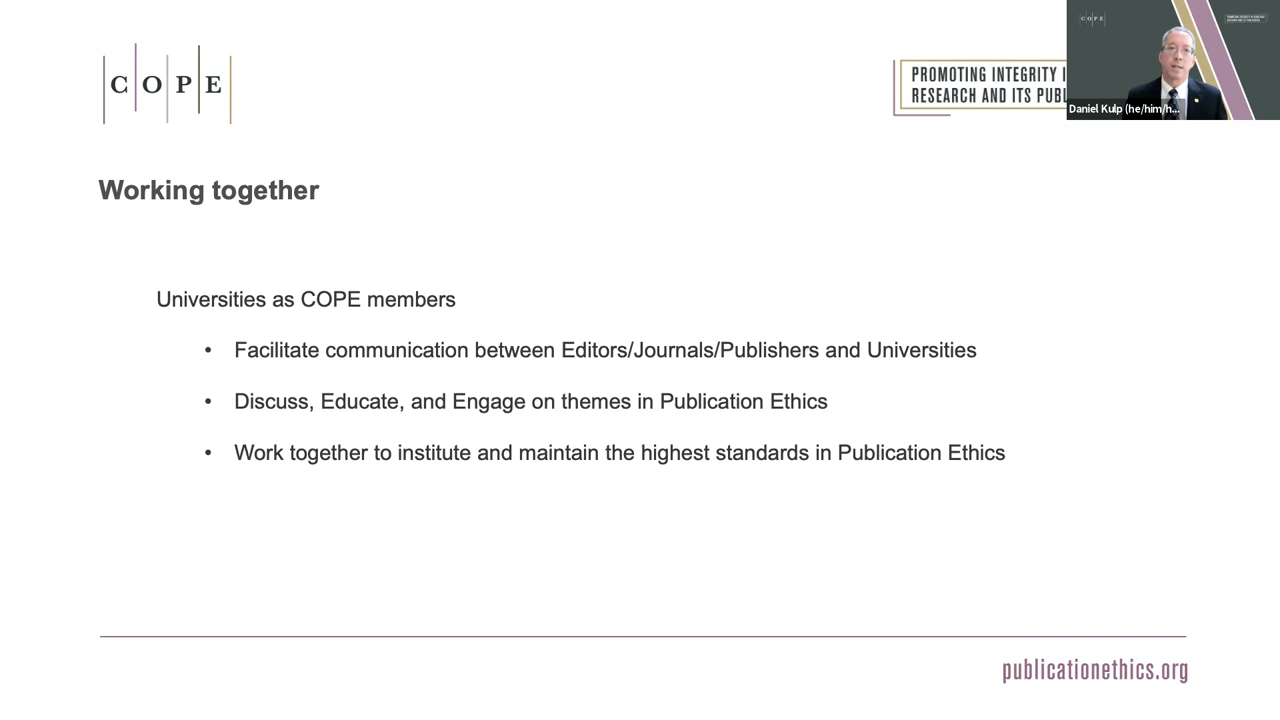 COPE
PROMOTING INTEGRITY I
RESEARCH AND ITS PUBL
COPE
Daniel Kulp (he/him/h...
Working together
Universities as COPE members
• Facilitate communication between Editors/Journals/Publishers and Universities
• Discuss, Educate, and Engage on themes in Publication Ethics
• Work together to institute and maintain the highest standards in Publication Ethics
publicationethics.org